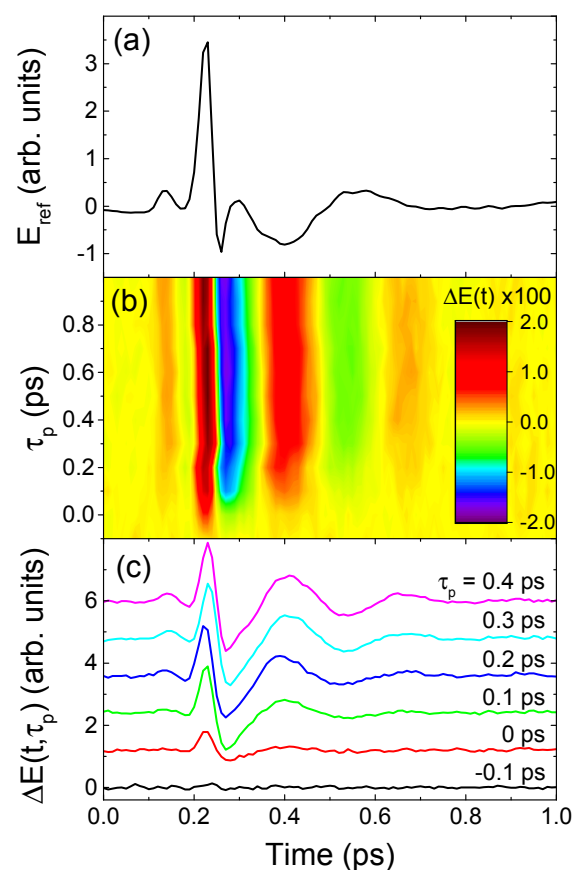 (a)
E_ref (arb. units)
3
2
1
0
-1
(b)
ΔE(t) x100
2.0
1.0
0.0
-1.0
-2.0
τ_p (ps)
0.8
0.6
0.4
0.2
0.0
(c)
ΔE(t,τ_p) (arb. units)
6
4
2
0
τ_p = 0.4 ps
0.3 ps
0.2 ps
0.1 ps
0 ps
-0.1 ps
0.0 0.2 0.4 0.6 0.8 1.0
Time (ps)